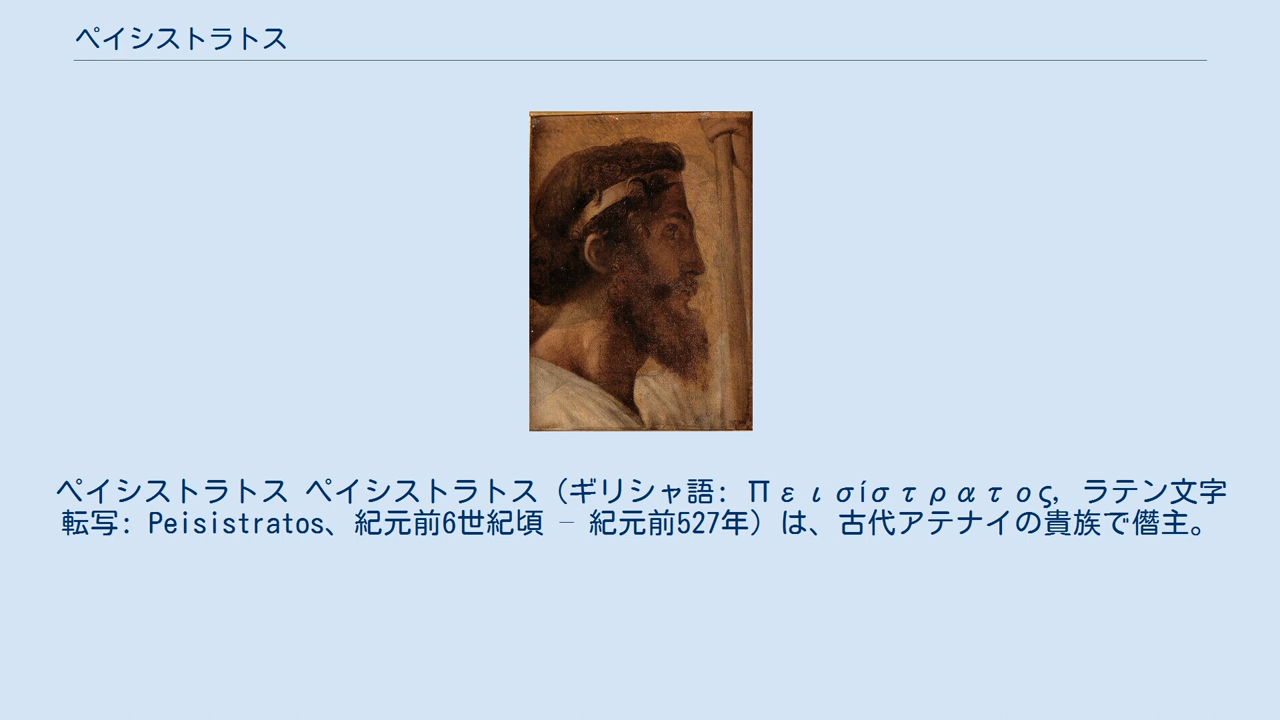 ペイシストラトス
ペイシストラトス ペイシストラトス（ギリシャ語: Πεισίστρατος, ラテン文字
転写: Peisistratos、紀元前6世紀頃 – 紀元前527年）は、古代アテナイの貴族で僭主。